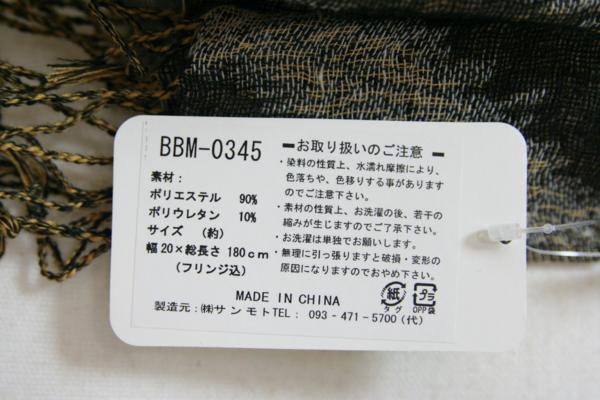 BBM-0345
素材：
ポリエステル 90%
ポリウレタン 10%
サイズ (約)
幅20×総長さ180cm
(フリンジ込)
━お取り扱いのご注意━
・染料の性質上、水濡れ摩擦により、
色落ちや、色移りする事があります
のでご注意下さい。
・素材の性質上、お洗濯の後、若干の
縮みが生じますのでご了承下さい。
・お洗濯は単独でお願いします。
・無理に引っ張りますと破損・変形の
原因になりますのでおやめ下さい。
MADE IN CHINA
製造元：㈱サンモトTEL： 093-471-5700(代)
紙
タグ
プラ
OPP袋